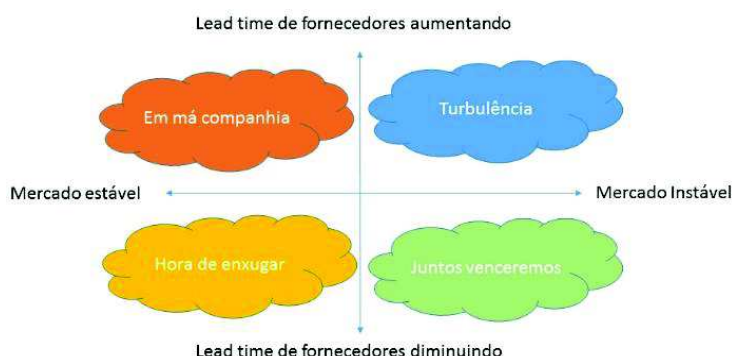 Lead time de fornecedores aumentando
Em má companhia
Turbulência
Mercado estável
Mercado Instável
Hora de enxugar
Juntos venceremos
Lead time de fornecedores diminuindo